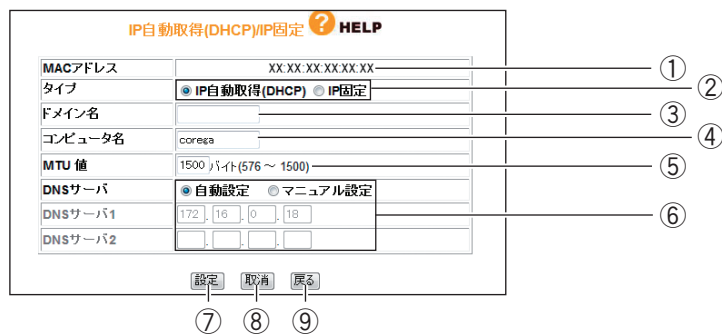 IP自動取得(DHCP)/IP固定 ? HELP
MACアドレス XX:XX:XX:XX:XX:XX ①
タイプ IP自動取得(DHCP) IP固定 ②
ドメイン名 ③
コンピュータ名 corega ④
MTU 値 1500 バイト(576 ～ 1500) ⑤
DNSサーバ 自動設定 マニュアル設定
DNSサーバ1 172 . 16 . 0 . 18 ⑥
DNSサーバ2 . . .
設定 取消 戻る
⑦ ⑧ ⑨